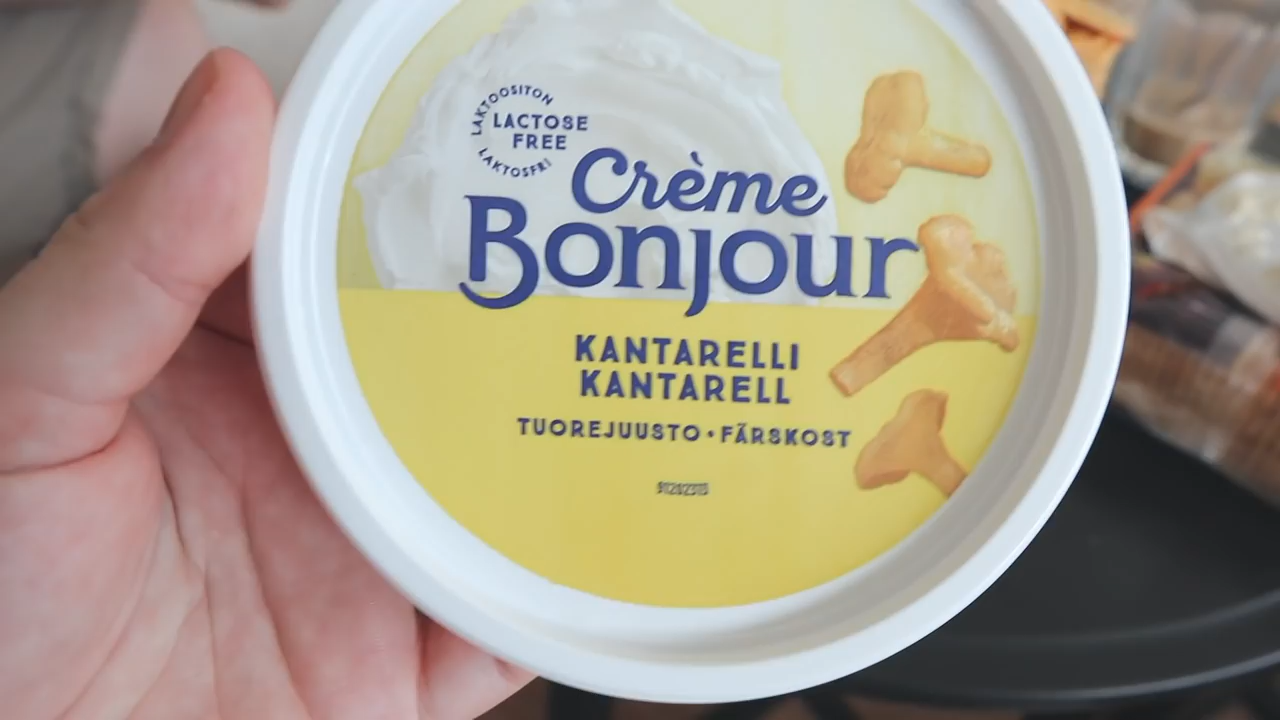 LAKTOOSITON
LACTOSE
FREE
LAKTOSFRI
Crème
Bonjour
KANTARELLI
KANTARELL
TUOREJUUSTO • FÄRSKOST